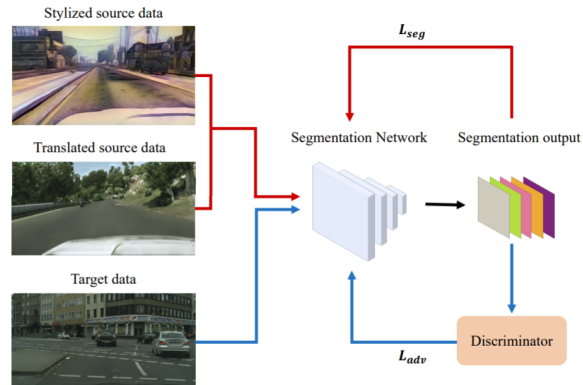 Stylized source data
L_seg
Segmentation Network
Segmentation output
Translated source data
Target data
Discriminator
L_adv